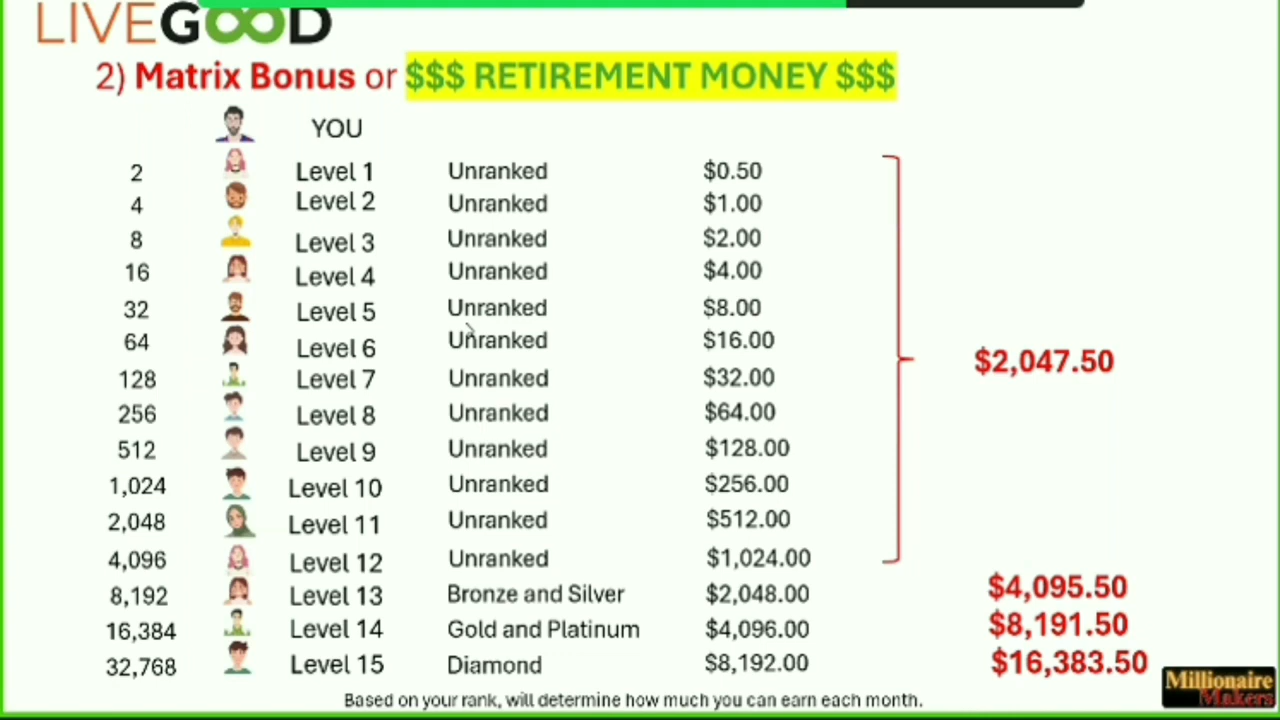 LIVEGOOD
2) Matrix Bonus or $$$ RETIREMENT MONEY $$$
YOU
2 Level 1 Unranked $0.50
4 Level 2 Unranked $1.00
8 Level 3 Unranked $2.00
16 Level 4 Unranked $4.00
32 Level 5 Unranked $8.00
64 Level 6 Unranked $16.00
$2,047.50
128 Level 7 Unranked $32.00
256 Level 8 Unranked $64.00
512 Level 9 Unranked $128.00
1,024 Level 10 Unranked $256.00
2,048 Level 11 Unranked $512.00
4,096 Level 12 Unranked $1,024.00
8,192 Level 13 Bronze and Silver $2,048.00 $4,095.50
16,384 Level 14 Gold and Platinum $4,096.00 $8,191.50
32,768 Level 15 Diamond $8,192.00 $16,383.50
Based on your rank, will determine how much you can earn each month.
Millionaire
Makers